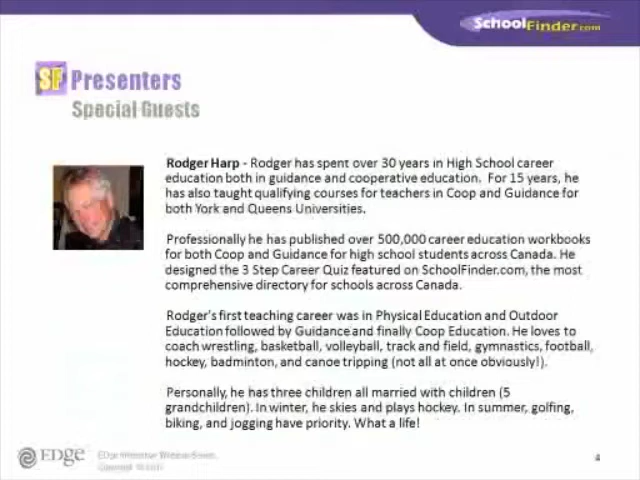 SchoolFinder.com
SF Presenters
Special Guests
Rodger Harp - Rodger has spent over 30 years in High School career
education both in guidance and cooperative education.  For 15 years, he
has also taught qualifying courses for teachers in Coop and Guidance for
both York and Queens Universities.
Professionally he has published over 500,000 career education workbooks
for both Coop and Guidance for high school students across Canada. He
designed the 3 Step Career Quiz featured on SchoolFinder.com, the most
comprehensive directory for schools across Canada.
Rodger's first teaching career was in Physical Education and Outdoor
Education followed by Guidance and finally Coop Education. He loves to
coach wrestling, basketball, volleyball, track and field, gymnastics, football,
hockey, badminton, and canoe tripping (not all at once obviously!).
Personally, he has three children all married with children (5
grandchildren). In winter, he skies and plays hockey. In summer, golfing,
biking, and jogging have priority. What a life!
EDge
4